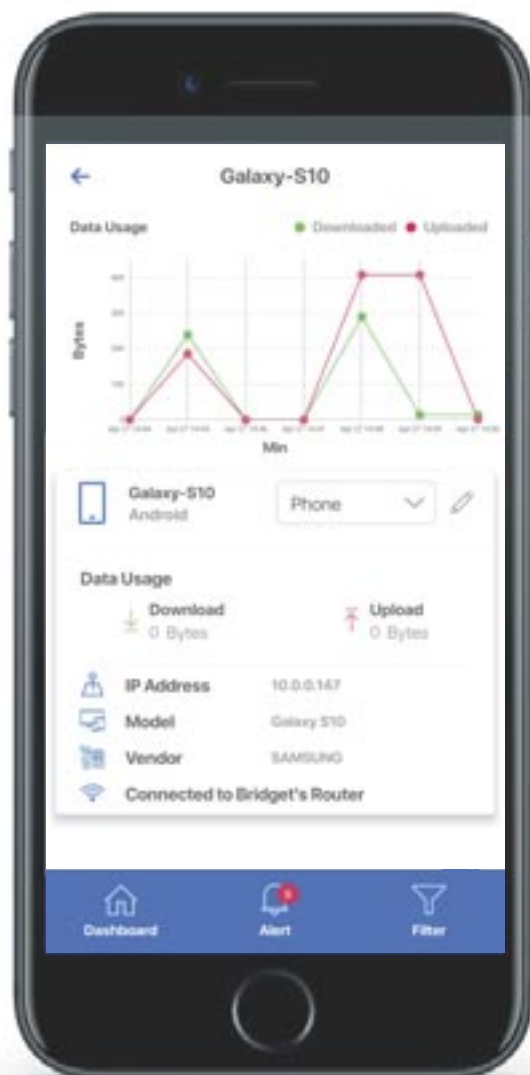 Galaxy-S10
Data Usage
Downloaded Uploaded
Bytes
Min
Galaxy-S10
Android
Phone
Data Usage
Download
0 Bytes
Upload
0 Bytes
IP Address 10.0.0.147
Model Galaxy S10
Vendor SAMSUNG
Connected to Bridget's Router
Dashboard
Alert
Filter